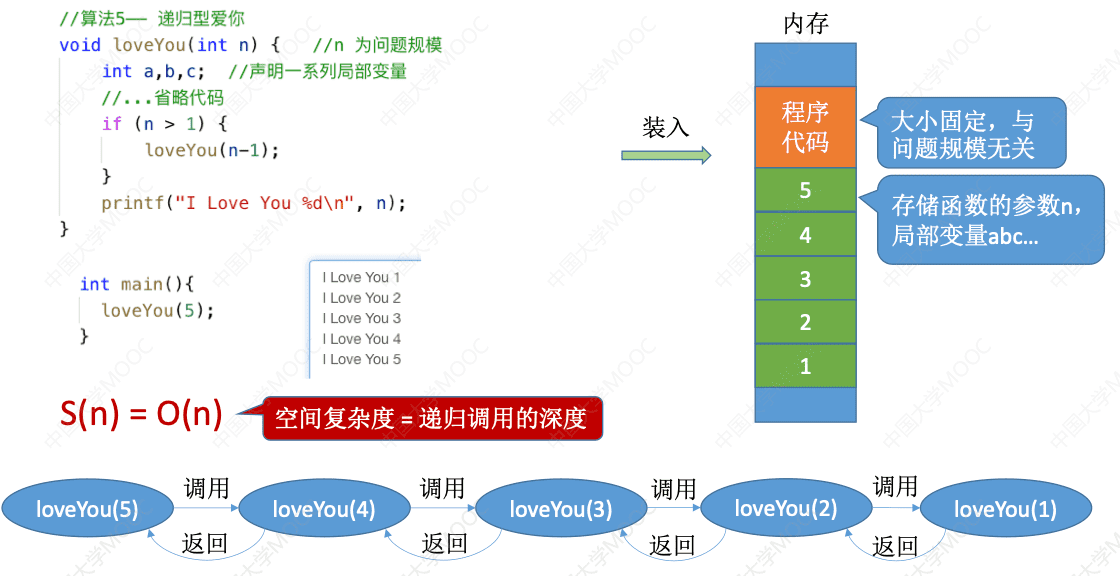 //算法5—— 递归型爱你
void loveYou(int n) {   //n 为问题规模
    int a,b,c;  //声明一系列局部变量
    //...省略代码
    if (n > 1) {
        loveYou(n-1);
    }
    printf("I Love You %d\n", n);
}
int main(){
  loveYou(5);
}
I Love You 1
I Love You 2
I Love You 3
I Love You 4
I Love You 5
S(n) = O(n)
空间复杂度 = 递归调用的深度
装入
内存
程序
代码
5
4
3
2
1
大小固定，与
问题规模无关
存储函数的参数n，
局部变量abc...
loveYou(5)
调用
返回
loveYou(4)
调用
返回
loveYou(3)
调用
返回
loveYou(2)
调用
返回
loveYou(1)
中国大学MOOC